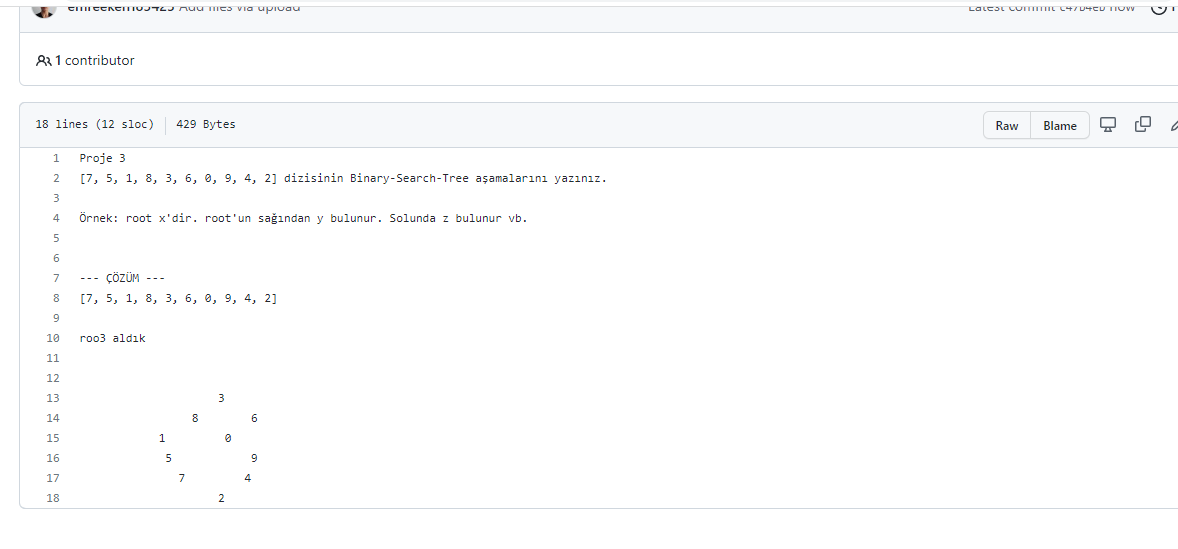 Add files via upload
Latest commit c47b4eb now
1 contributor
18 lines (12 sloc) 429 Bytes
Raw Blame
1 Proje 3
2 [7, 5, 1, 8, 3, 6, 0, 9, 4, 2] dizisinin Binary-Search-Tree aşamalarını yazınız.
3
4 Örnek: root x'dir. root'un sağından y bulunur. Solunda z bulunur vb.
5
6
7 --- ÇÖZÜM ---
8 [7, 5, 1, 8, 3, 6, 0, 9, 4, 2]
9
10 roo3 aldık
11
12
13 3
14 8 6
15 1 0
16 5 9
17 7 4
18 2